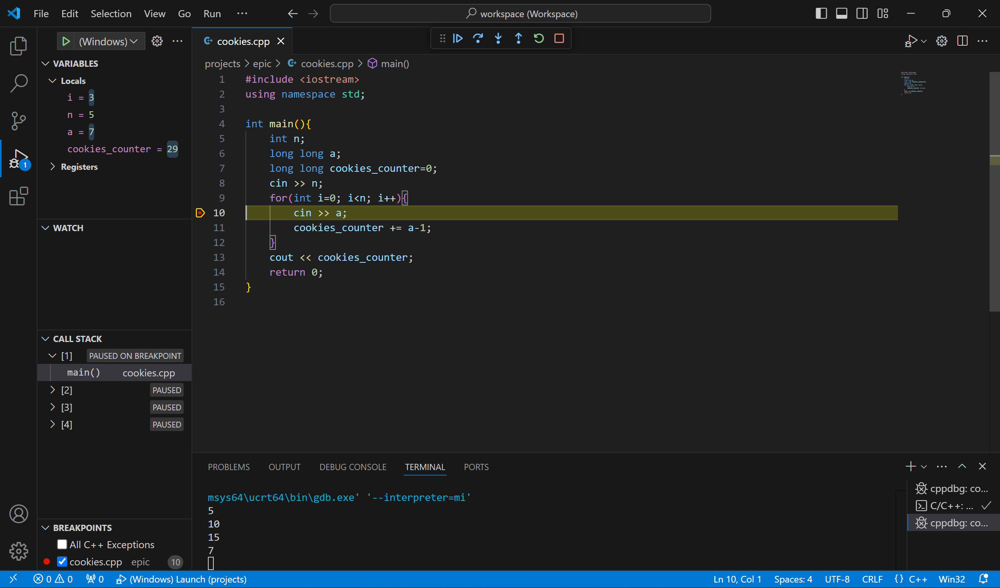 File Edit Selection View Go Run ··· workspace (Workspace)
(Windows)
VARIABLES
Locals
i = 3
n = 5
a = 7
cookies_counter = 29
Registers
WATCH
CALL STACK
[1] PAUSED ON BREAKPOINT
main() cookies.cpp
[2] PAUSED
[3] PAUSED
[4] PAUSED
BREAKPOINTS
All C++ Exceptions
cookies.cpp epic 10
1
cookies.cpp
projects > epic > cookies.cpp > main()
1 #include <iostream>
2 using namespace std;
3
4 int main(){
5 int n;
6 long long a;
7 long long cookies_counter=0;
8 cin >> n;
9 for(int i=0; i<n; i++){
10 cin >> a;
11 cookies_counter += a-1;
12 }
13 cout << cookies_counter;
14 return 0;
15 }
16
PROBLEMS OUTPUT DEBUG CONSOLE TERMINAL PORTS
msys64\ucrt64\bin\gdb.exe' '--interpreter=mi'
5
10
15
7
cppdbg: co...
C/C++: ...
cppdbg: co...
0 0 0 (Windows) Launch (projects) Ln 10, Col 1 Spaces: 4 UTF-8 CRLF {} C++ Win32